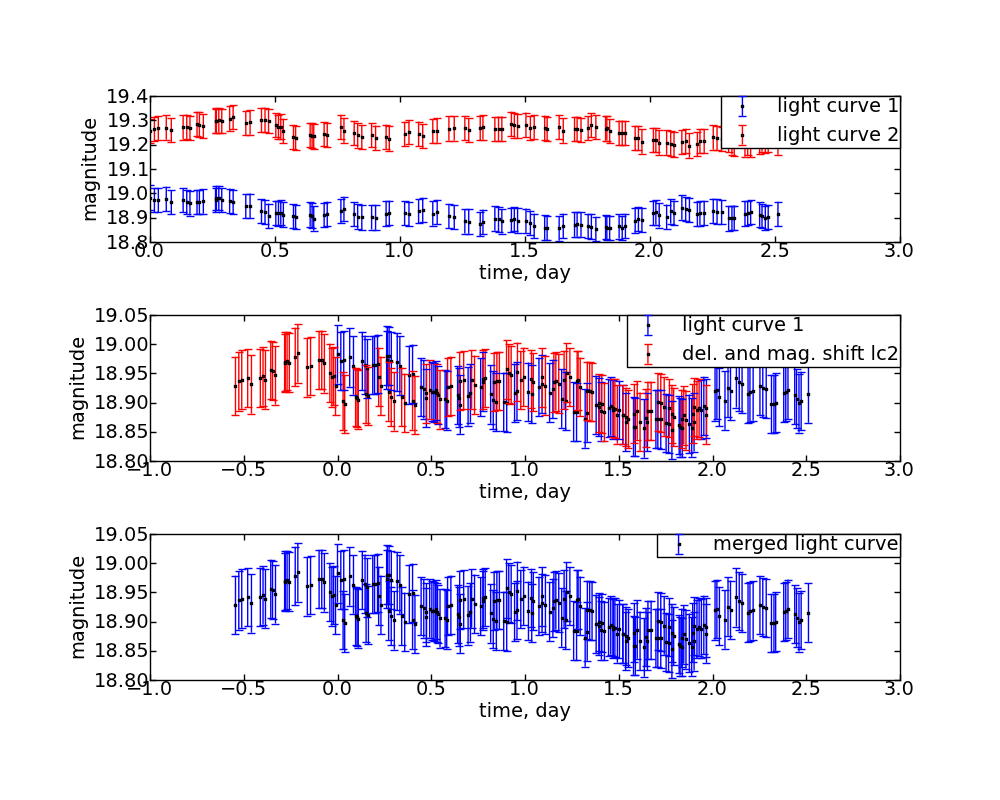 19.4
light curve 1
19.3
light curve 2
19.2
19.1
19.0
18.9
18.8
magnitude
0.0 0.5 1.0 1.5 2.0 2.5 3.0
time, day
19.05
light curve 1
19.00
del. and mag. shift lc2
18.95
18.90
18.85
18.80
magnitude
−1.0 −0.5 0.0 0.5 1.0 1.5 2.0 2.5 3.0
time, day
19.05
merged light curve
19.00
18.95
18.90
18.85
18.80
magnitude
−1.0 −0.5 0.0 0.5 1.0 1.5 2.0 2.5 3.0
time, day